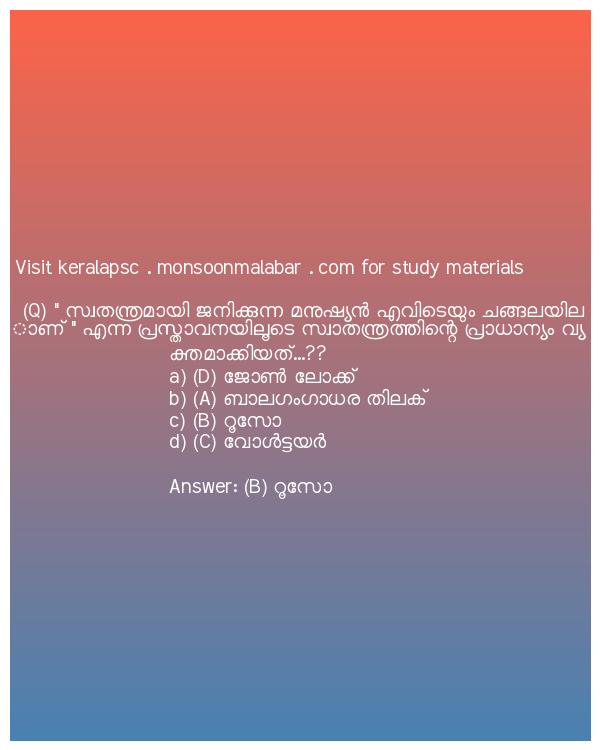 Visit keralapsc . monsoonmalabar . com for study materials
(Q) " സ്വതന്ത്രമായി ജനിക്കുന്ന മനുഷ്യൻ എവിടെയും ചങ്ങലയില
ാണ് " എന്ന പ്രസ്താവനയിലൂടെ സ്വാതന്ത്രത്തിന്റെ പ്രാധാന്യം വ്യ
ക്തമാക്കിയത്...??
a) (D) ജോൺ ലോക്ക്
b) (A) ബാലഗംഗാധര തിലക്
c) (B) റൂസോ
d) (C) വോൾട്ടയർ
Answer: (B) റൂസോ